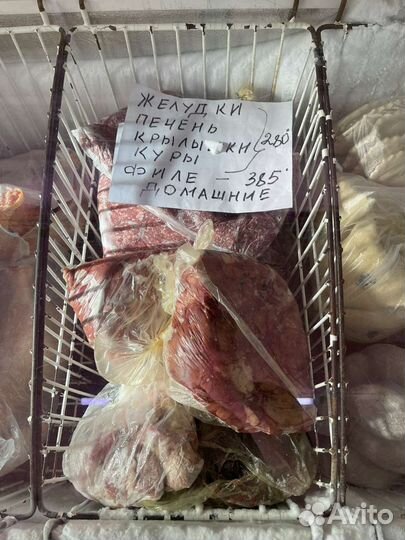 ЖЕЛУДКИ
ПЕЧЕНЬ
КРЫЛЫШКИ 280
КУРЫ
ФИЛЕ - 385
ДОМАШНИЕ
Avito